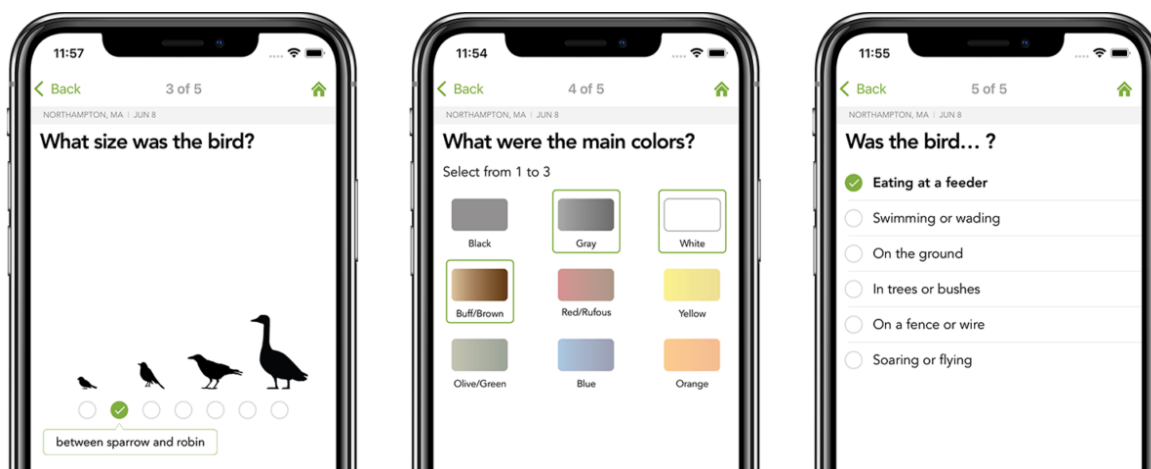 11:57
Back
3 of 5
NORTHAMPTON, MA | JUN 8
What size was the bird?
between sparrow and robin
11:54
Back
4 of 5
NORTHAMPTON, MA | JUN 8
What were the main colors?
Select from 1 to 3
Black
Gray
White
Buff/Brown
Red/Rufous
Yellow
Olive/Green
Blue
Orange
11:55
Back
5 of 5
NORTHAMPTON, MA | JUN 8
Was the bird… ?
Eating at a feeder
Swimming or wading
On the ground
In trees or bushes
On a fence or wire
Soaring or flying